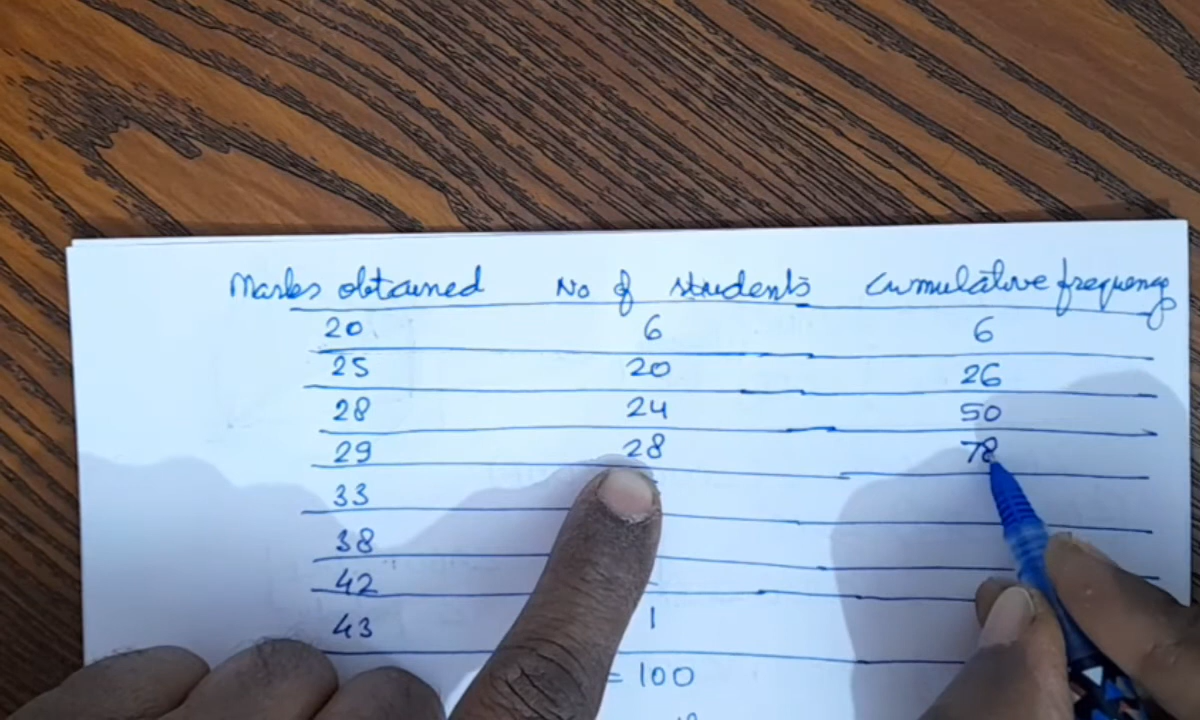 Marks obtained No of students Cumulative frequency
20 6 6
25 20 26
28 24 50
29 28 78
33
38
42
43 1
= 100